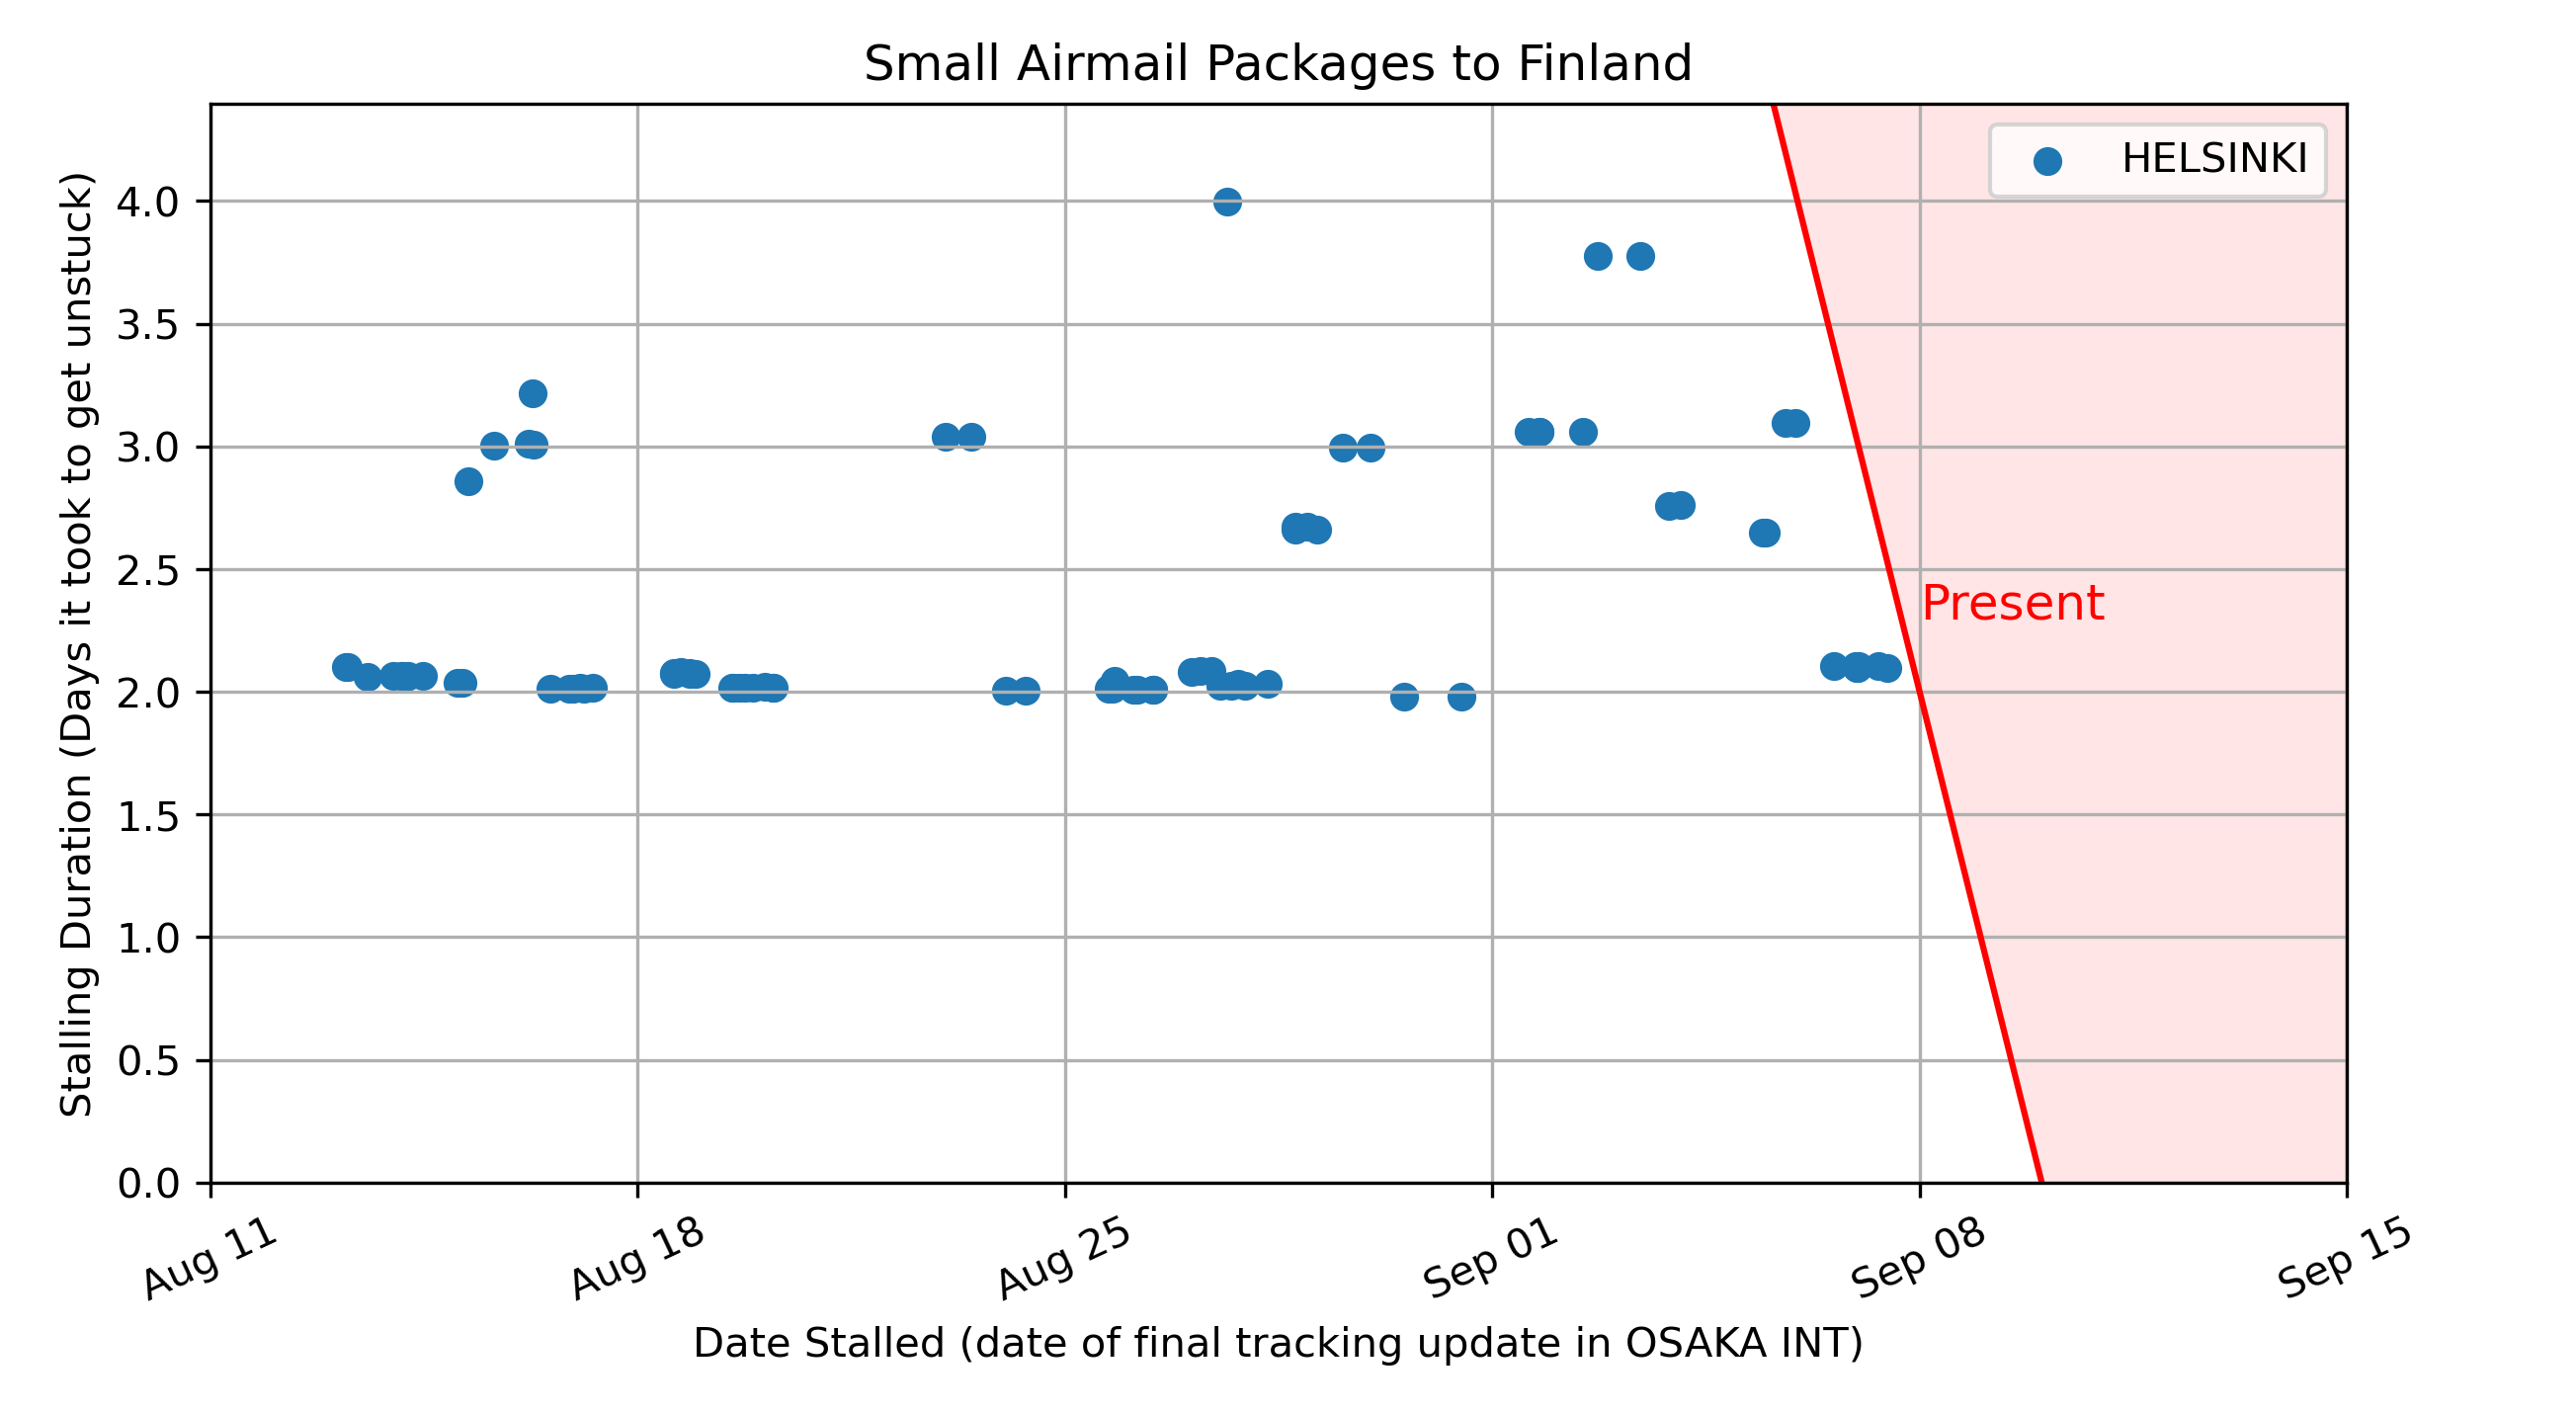 Small Airmail Packages to Finland
HELSINKI
Present
Stalling Duration (Days it took to get unstuck)
4.0
3.5
3.0
2.5
2.0
1.5
1.0
0.5
0.0
Aug 11
Aug 18
Aug 25
Sep 01
Sep 08
Sep 15
Date Stalled (date of final tracking update in OSAKA INT)